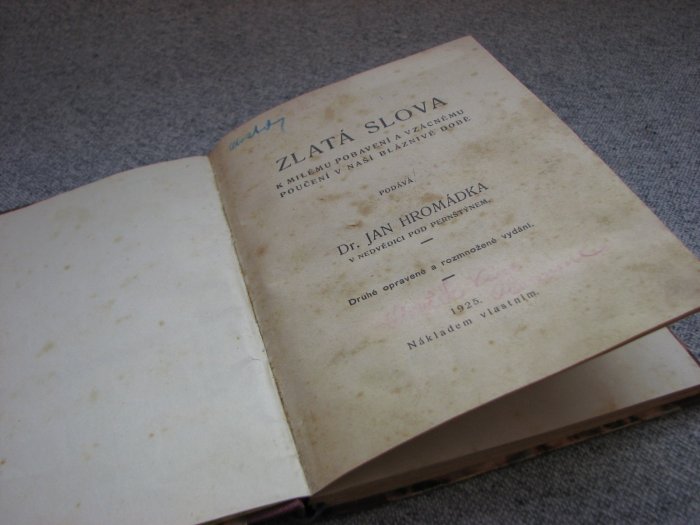 ZLATÁ SLOVA
K MILÉMU POBAVENÍ A VZÁCNÉMU
POUČENÍ V NAŠÍ BLÁZNIVÉ DOBĚ
PODÁVÁ
Dr. JAN HROMÁDKA
V NEDVĚDICI POD PERNŠTÝNEM.
Druhé opravené a rozmnožené vydání.
1925.
Nákladem vlastním.